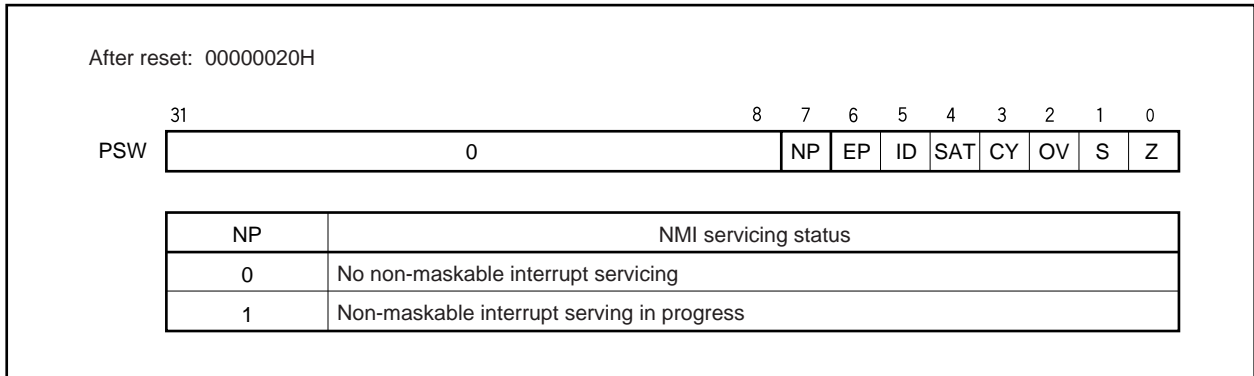 After reset: 00000020H
31 8 7 6 5 4 3 2 1 0
PSW 0 NP EP ID SAT CY OV S Z
NP NMI servicing status
0 No non-maskable interrupt servicing
1 Non-maskable interrupt serving in progress